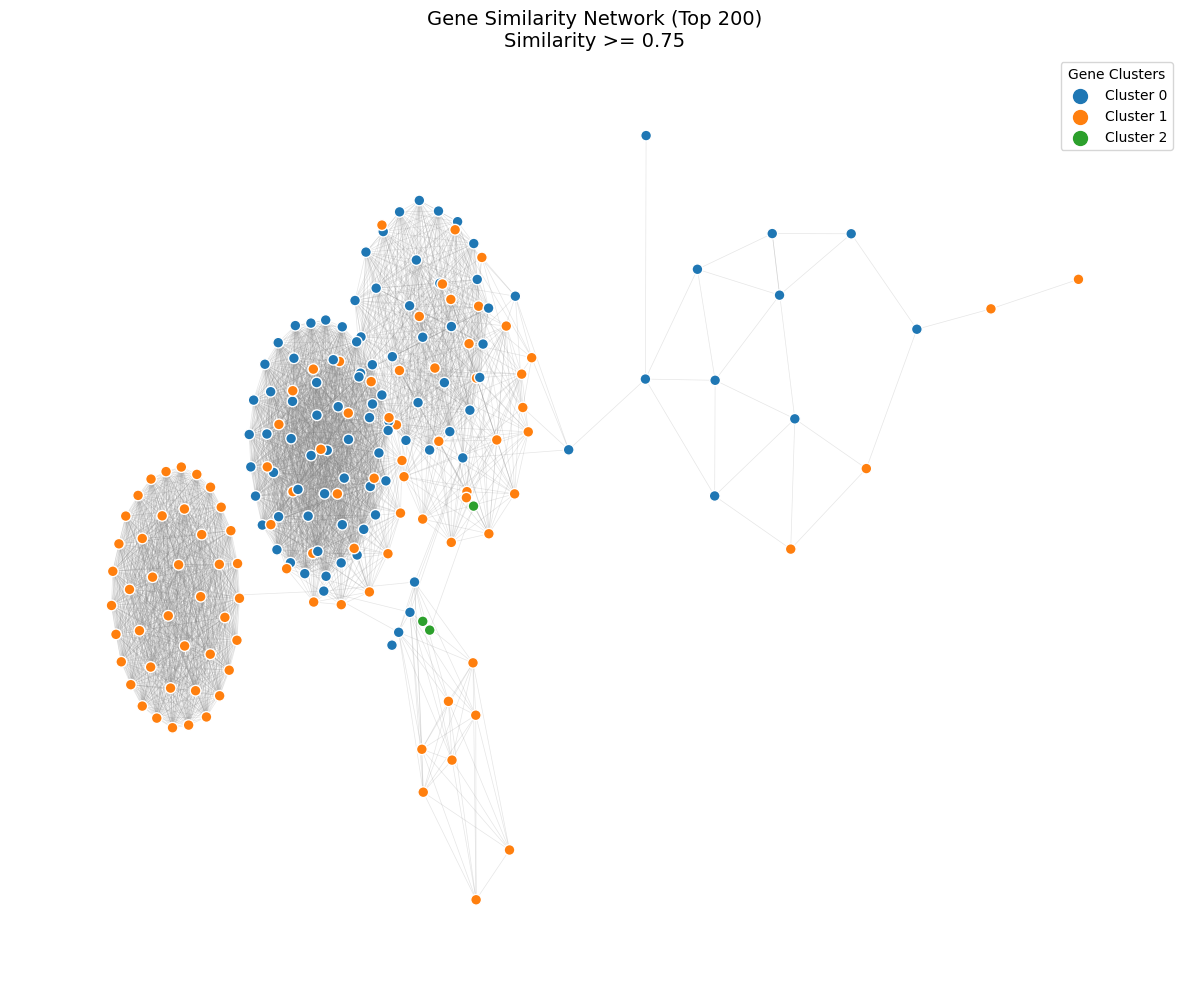 Gene Similarity Network (Top 200)
Similarity >= 0.75
Gene Clusters
Cluster 0
Cluster 1
Cluster 2